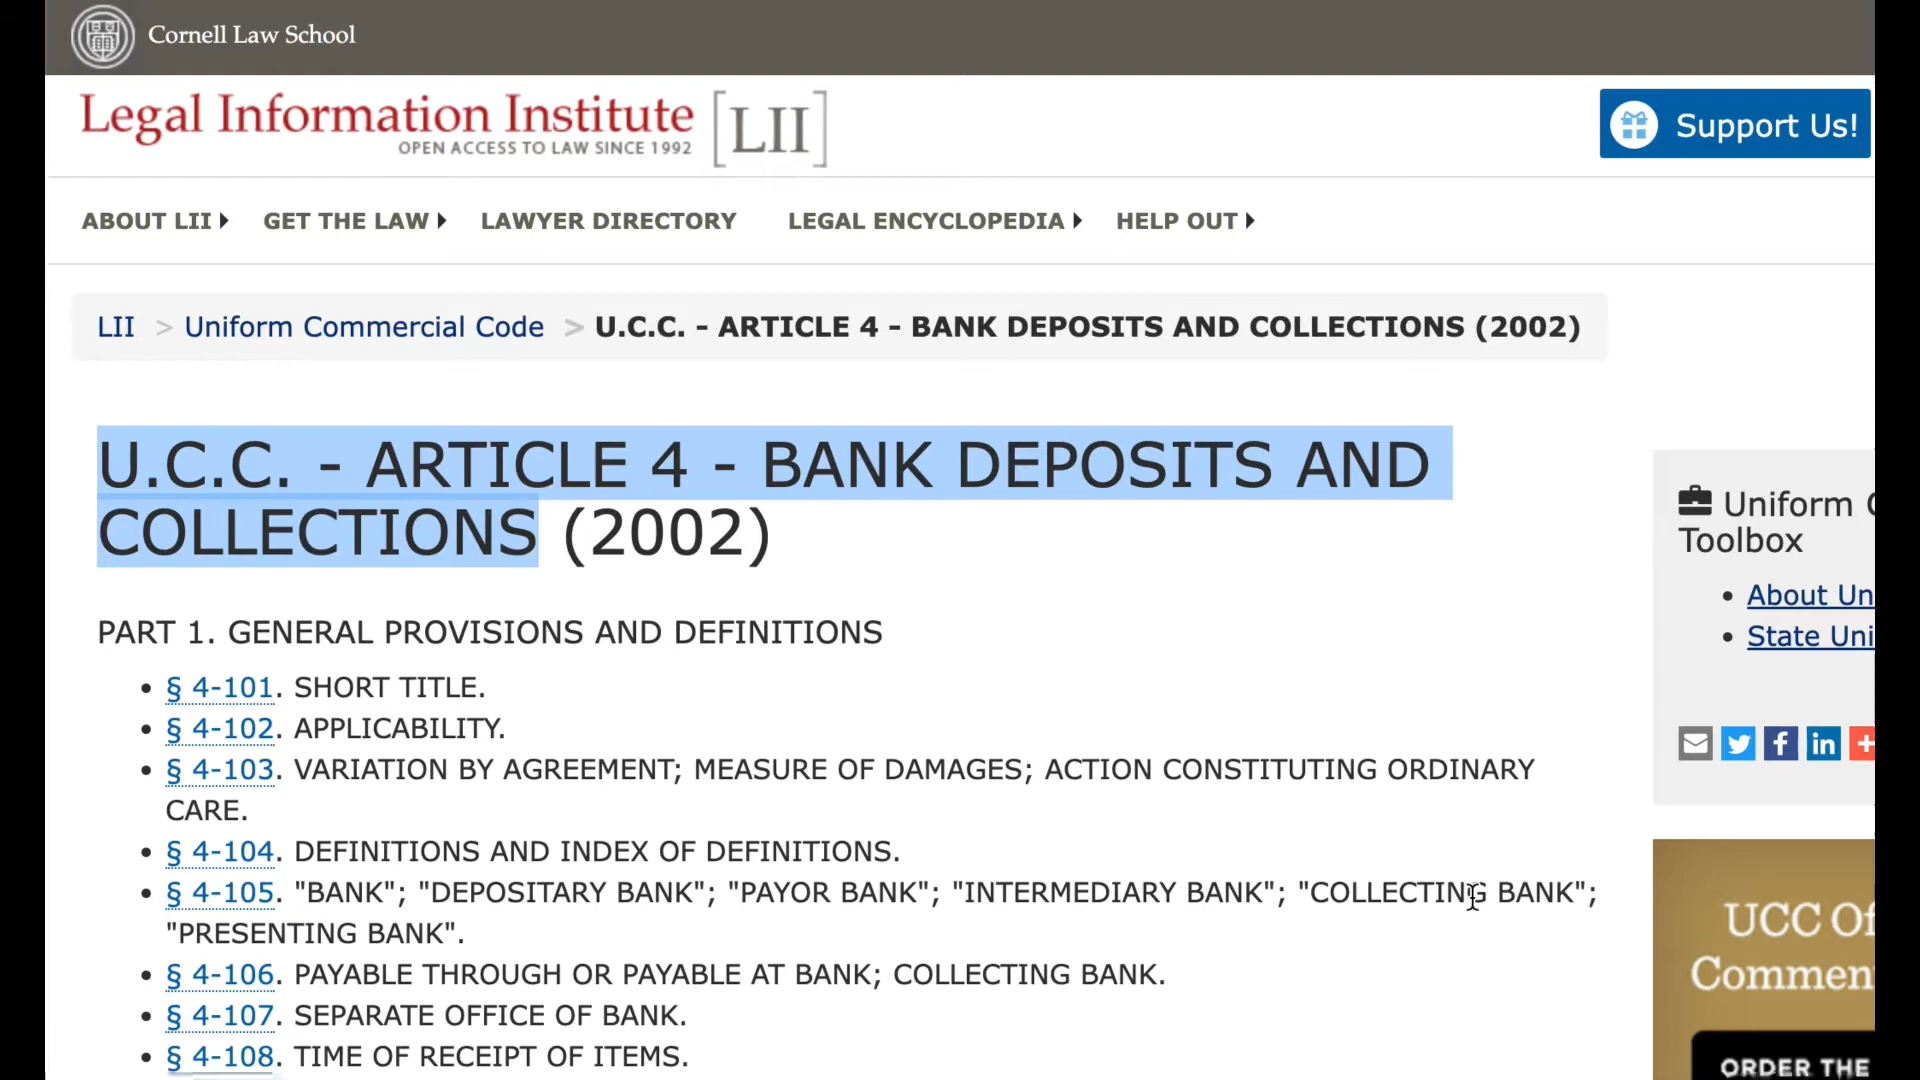 Cornell Law School
Legal Information Institute [LII]
OPEN ACCESS TO LAW SINCE 1992
Support Us!
ABOUT LII GET THE LAW LAWYER DIRECTORY LEGAL ENCYCLOPEDIA HELP OUT
LII > Uniform Commercial Code > U.C.C. - ARTICLE 4 - BANK DEPOSITS AND COLLECTIONS (2002)
U.C.C. - ARTICLE 4 - BANK DEPOSITS AND
COLLECTIONS (2002)
PART 1. GENERAL PROVISIONS AND DEFINITIONS
• § 4-101. SHORT TITLE.
• § 4-102. APPLICABILITY.
• § 4-103. VARIATION BY AGREEMENT; MEASURE OF DAMAGES; ACTION CONSTITUTING ORDINARY
CARE.
• § 4-104. DEFINITIONS AND INDEX OF DEFINITIONS.
• § 4-105. "BANK"; "DEPOSITARY BANK"; "PAYOR BANK"; "INTERMEDIARY BANK"; "COLLECTING BANK";
"PRESENTING BANK".
• § 4-106. PAYABLE THROUGH OR PAYABLE AT BANK; COLLECTING BANK.
• § 4-107. SEPARATE OFFICE OF BANK.
• § 4-108. TIME OF RECEIPT OF ITEMS.
Uniform
Toolbox
• About Un
• State Uni
UCC Of
Commen
ORDER THE